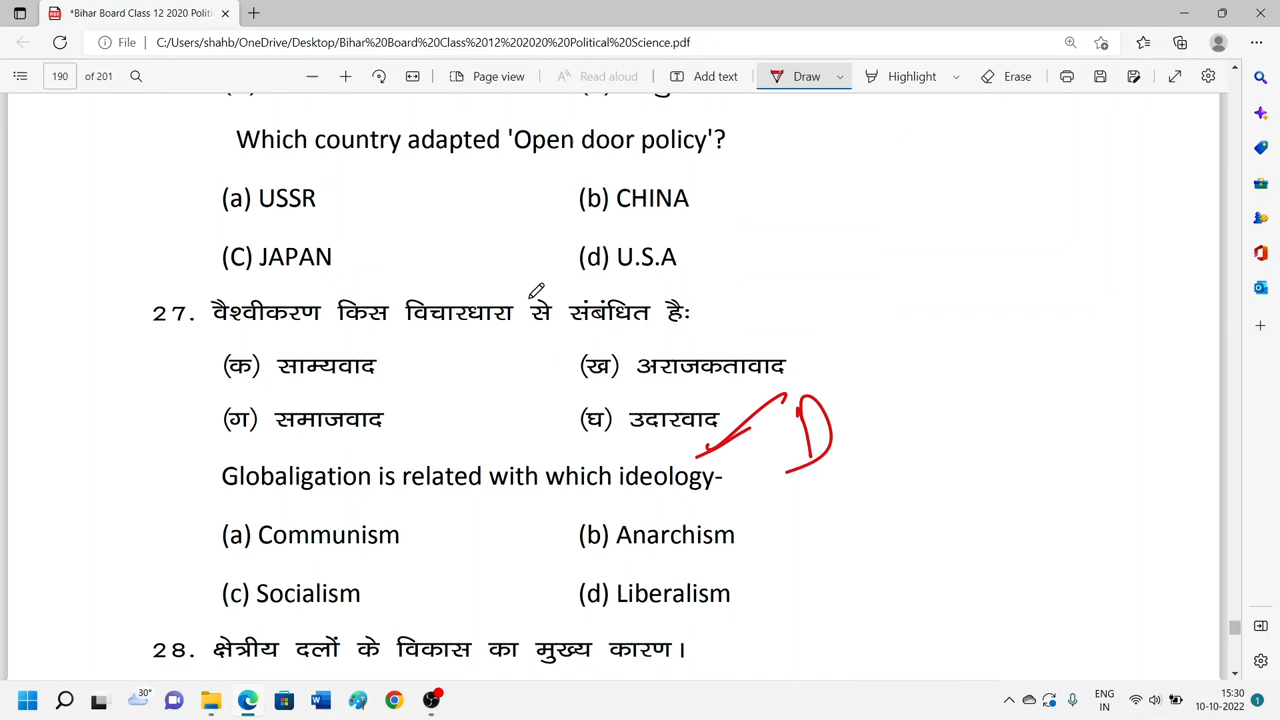 *Bihar Board Class 12 2020 Politi
File C:/Users/shahb/OneDrive/Desktop/Bihar%20Board%20Class%2012%202020%20Political%20Science.pdf
190 of 201 Page view Read aloud Add text Draw Highlight Erase
Which country adapted 'Open door policy'?
(a) USSR (b) CHINA
(C) JAPAN (d) U.S.A
27. वैश्वीकरण किस विचारधारा से संबंधित है:
(क) साम्यवाद (ख) अराजकतावाद
(ग) समाजवाद (घ) उदारवाद D
Globaligation is related with which ideology-
(a) Communism (b) Anarchism
(c) Socialism (d) Liberalism
28. क्षेत्रीय दलों के विकास का मुख्य कारण।
30° ENG 15:30
IN 10-10-2022 1